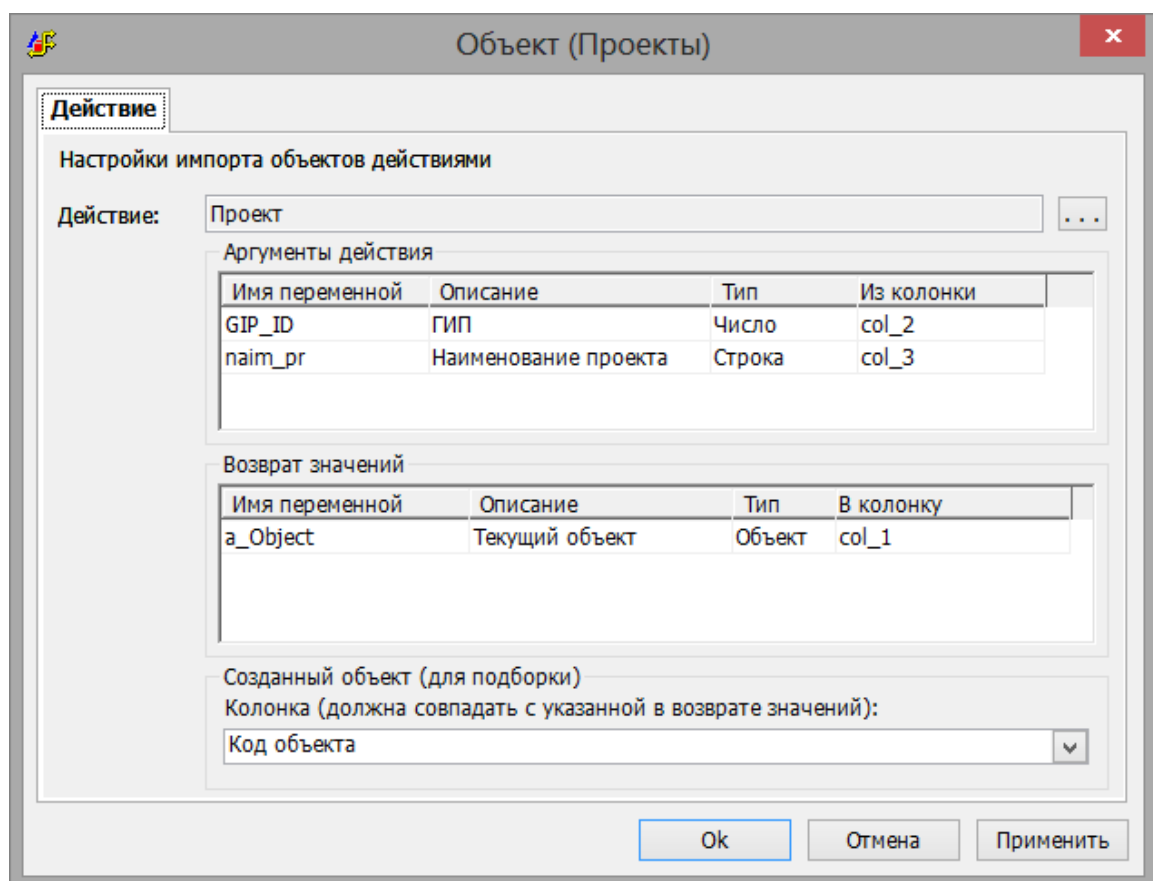 Объект (Проекты)
x
Действие
Настройки импорта объектов действиями
Действие: Проект ...
Аргументы действия
Имя переменной Описание Тип Из колонки
GIP_ID ГИП Число col_2
naim_pr Наименование проекта Строка col_3
Возврат значений
Имя переменной Описание Тип В колонку
a_Object Текущий объект Объект col_1
Созданный объект (для подборки)
Колонка (должна совпадать с указанной в возврате значений):
Код объекта
Ok Отмена Применить